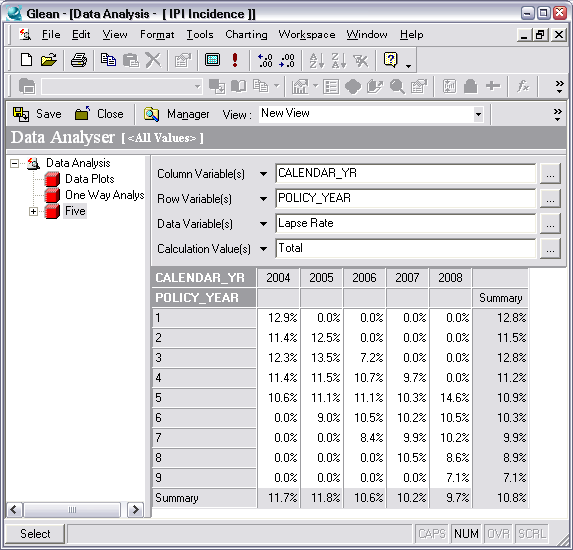 Glean - [Data Analysis - [ IPI Incidence ]]
File Edit View Format Tools Charting Workspace Window Help
Save Close Manager View : New View
Data Analyser [ <All Values> ]
Data Analysis
Data Plots
One Way Analys
Five
Column Variable(s) CALENDAR_YR ...
Row Variable(s) POLICY_YEAR ...
Data Variable(s) Lapse Rate ...
Calculation Value(s) Total ...
CALENDAR_YR 2004 2005 2006 2007 2008
POLICY_YEAR Summary
1 12.9% 0.0% 0.0% 0.0% 0.0% 12.8%
2 11.4% 12.5% 0.0% 0.0% 0.0% 11.5%
3 12.3% 13.5% 7.2% 0.0% 0.0% 12.8%
4 11.4% 11.5% 10.7% 9.7% 0.0% 11.2%
5 10.6% 11.1% 11.1% 10.3% 14.6% 10.9%
6 0.0% 9.0% 10.5% 10.2% 10.5% 10.3%
7 0.0% 0.0% 8.4% 9.9% 10.2% 9.9%
8 0.0% 0.0% 0.0% 10.5% 8.6% 8.9%
9 0.0% 0.0% 0.0% 0.0% 7.1% 7.1%
Summary 11.7% 11.8% 10.6% 10.2% 9.7% 10.8%
Select CAPS NUM OVR SCRL